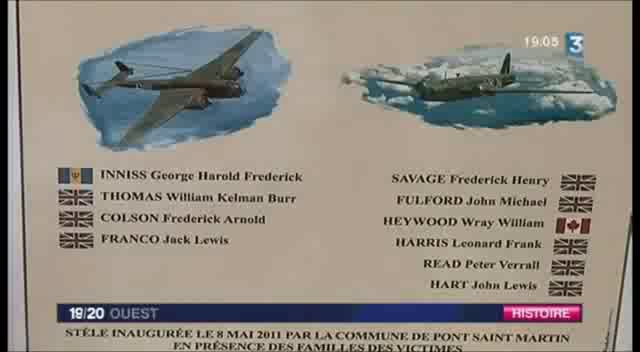 19:05 3
INNISS George Harold Frederick
THOMAS William Kelman Burr
COLSON Frederick Arnold
FRANCO Jack Lewis
SAVAGE Frederick Henry
FULFORD John Michael
HEYWOOD Wray William
HARRIS Leonard Frank
READ Peter Verrall
HART John Lewis
19/20 OUEST
HISTOIRE
STÈLE INAUGURÉE LE 8 MAI 2011 PAR LA COMMUNE DE PONT SAINT MARTIN
EN PRÉSENCE DES FAMILLES DES VICTIMES